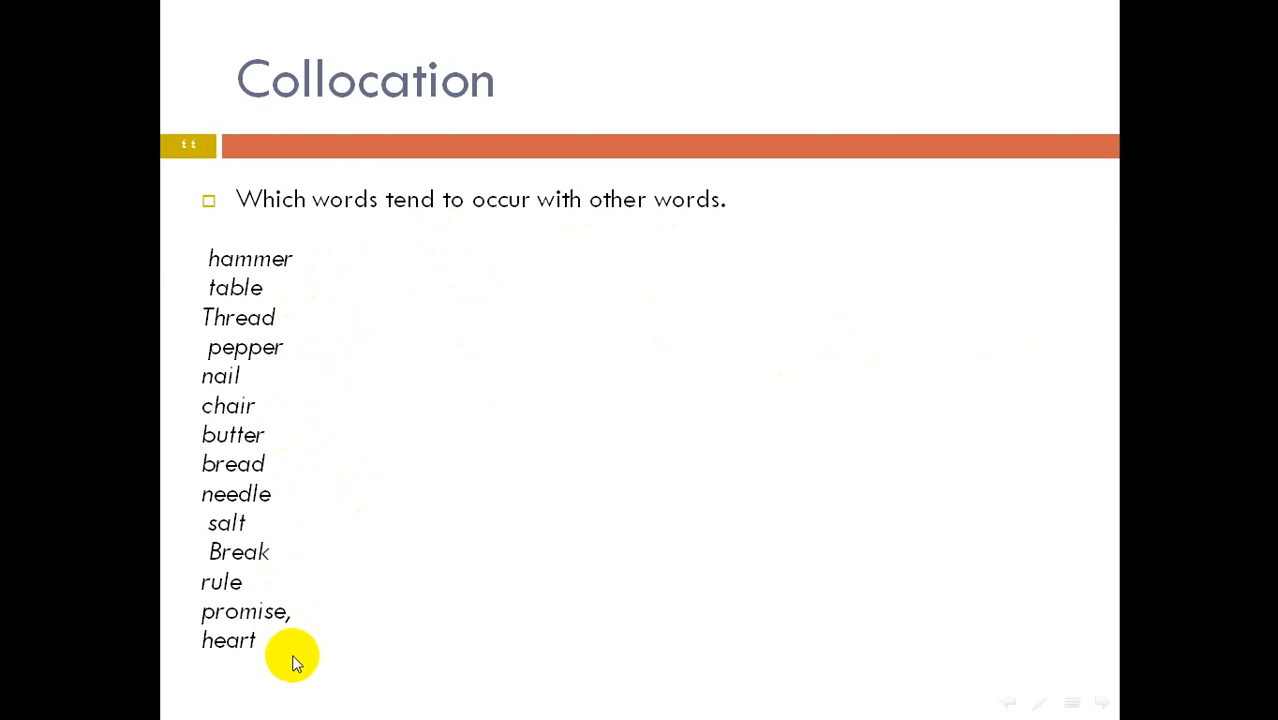 Collocation
Which words tend to occur with other words.
hammer
table
Thread
pepper
nail
chair
butter
bread
needle
salt
Break
rule
promise,
heart